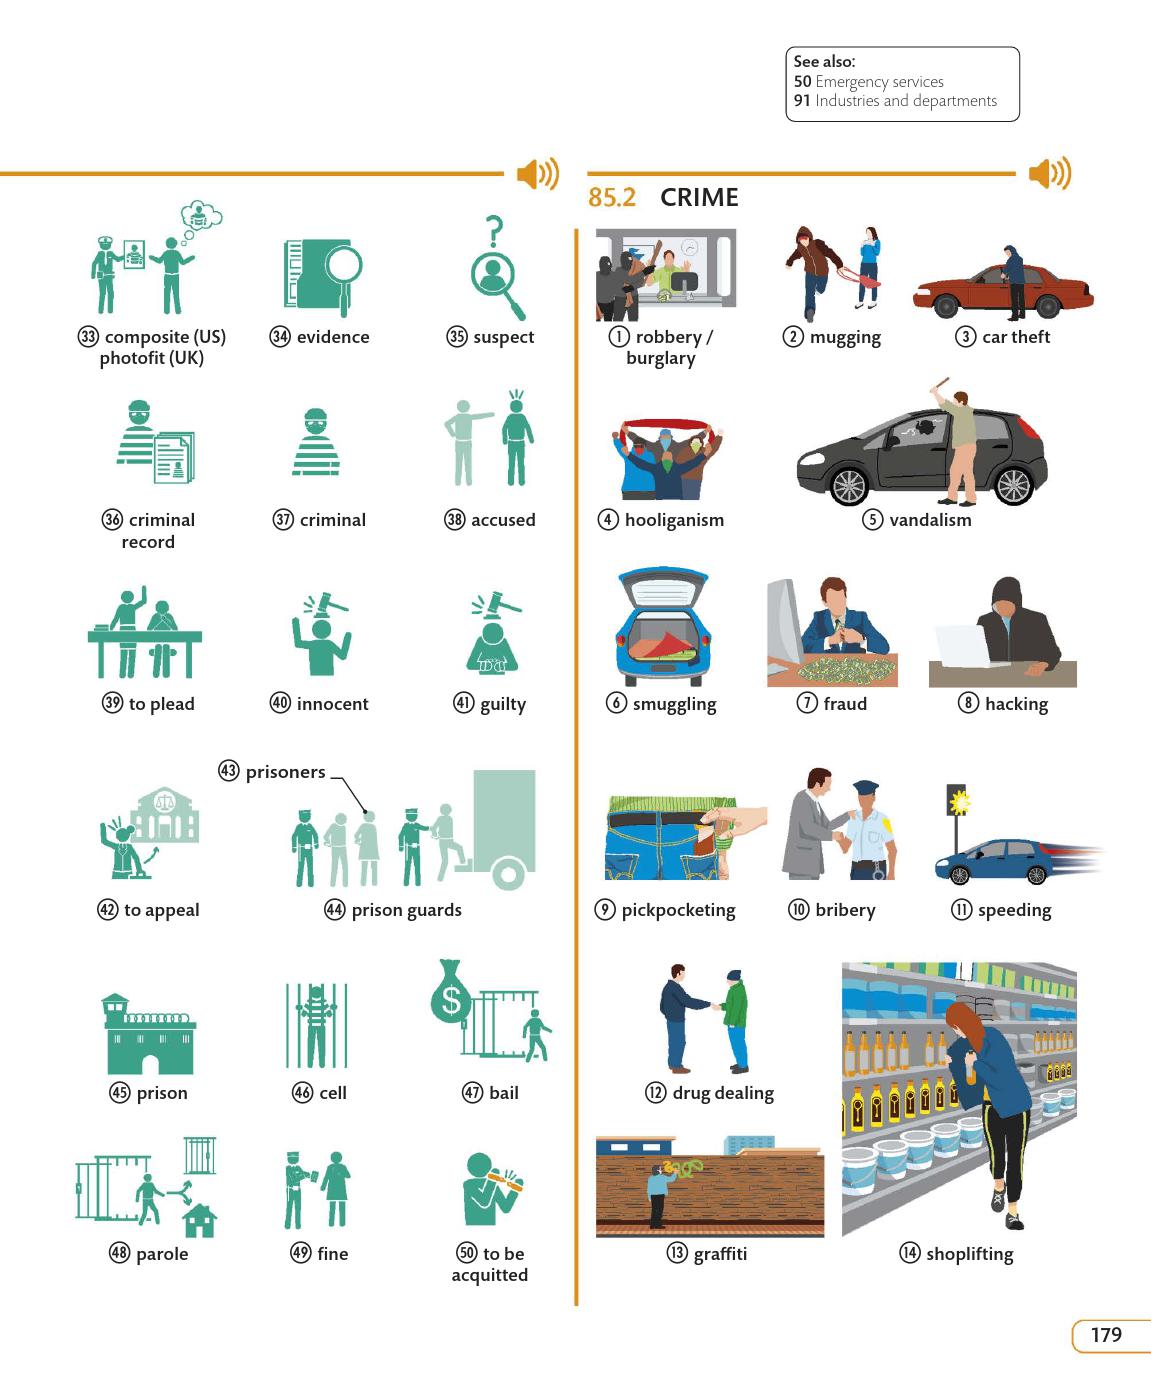 See also:
50 Emergency services
91 Industries and departments
33 composite (US)
photofit (UK)
34 evidence
35 suspect
36 criminal
record
37 criminal
38 accused
39 to plead
40 innocent
41 guilty
43 prisoners
42 to appeal
44 prison guards
45 prison
46 cell
$
47 bail
48 parole
49 fine
50 to be
acquitted
85.2 CRIME
1 robbery /
burglary
2 mugging
3 car theft
4 hooliganism
5 vandalism
6 smuggling
7 fraud
8 hacking
9 pickpocketing
10 bribery
11 speeding
12 drug dealing
13 graffiti
14 shoplifting
179